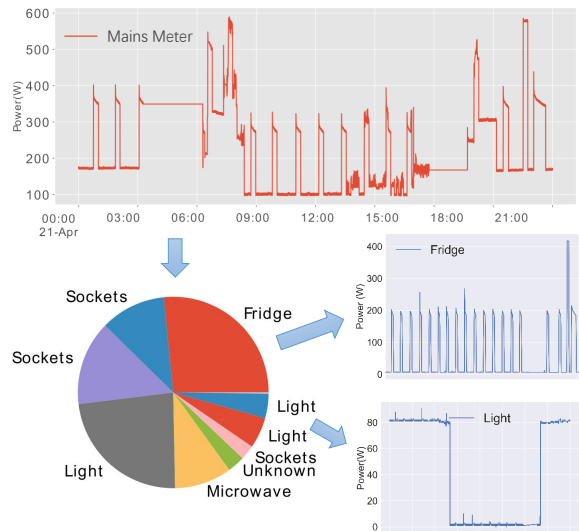 600
500
400
300
200
100
Power(W)
Mains Meter
00:00
03:00
06:00
09:00
12:00
15:00
18:00
21:00
21-Apr
Sockets
Fridge
Sockets
Light
Light
Light
Sockets
Unknown
Microwave
400
300
200
100
0
Power (W)
Fridge
80
60
40
20
0
Power(W)
Light